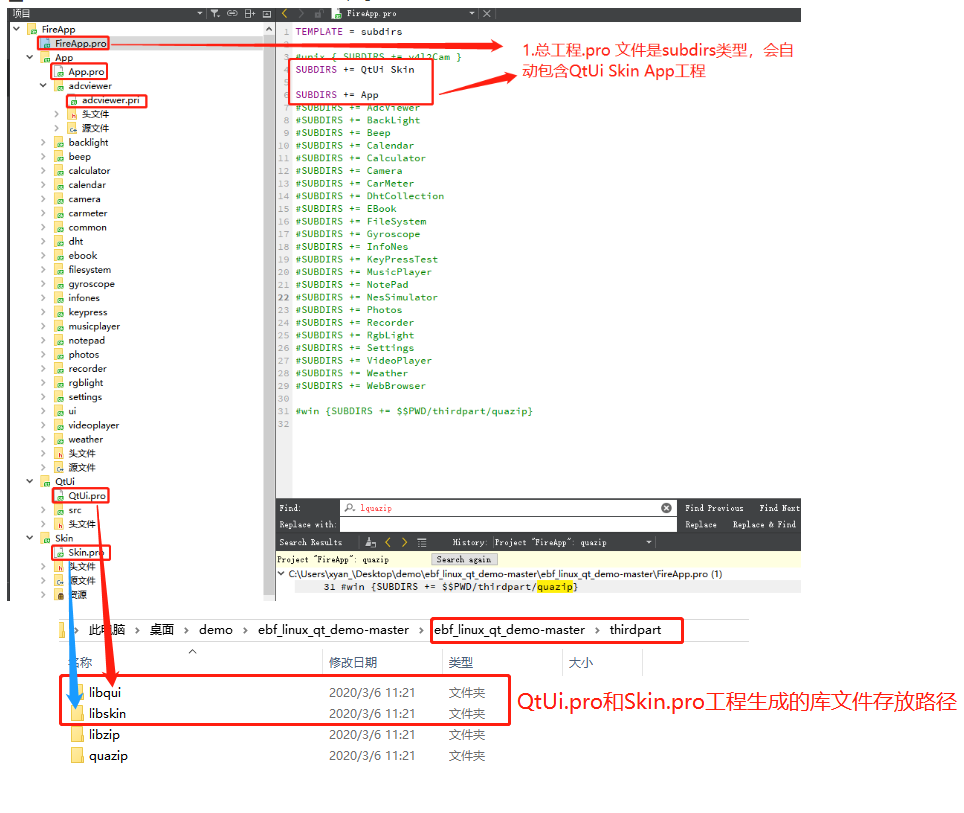 项目
FireApp.pro
FireApp
FireApp.pro
App
App.pro
adcviewer
adcviewer.pri
头文件
源文件
backlight
beep
calculator
calendar
camera
carmeter
common
dht
ebook
filesystem
gyroscope
infones
keypress
musicplayer
notepad
photos
recorder
rgblight
settings
ui
videoplayer
weather
头文件
源文件
QtUi
QtUi.pro
src
头文件
Skin
Skin.pro
头文件
源文件
资源
1 TEMPLATE = subdirs
#unix { SUBDIRS += v4l2Cam }
4 SUBDIRS += QtUi Skin
SUBDIRS += App
7 #SUBDIRS += AdcViewer
8 #SUBDIRS += BackLight
9 #SUBDIRS += Beep
10 #SUBDIRS += Calendar
11 #SUBDIRS += Calculator
12 #SUBDIRS += Camera
13 #SUBDIRS += CarMeter
14 #SUBDIRS += DhtCollection
15 #SUBDIRS += EBook
16 #SUBDIRS += FileSystem
17 #SUBDIRS += Gyroscope
18 #SUBDIRS += InfoNes
19 #SUBDIRS += KeyPressTest
20 #SUBDIRS += MusicPlayer
21 #SUBDIRS += NotePad
22 #SUBDIRS += NesSimulator
23 #SUBDIRS += Photos
24 #SUBDIRS += Recorder
25 #SUBDIRS += RgbLight
26 #SUBDIRS += Settings
27 #SUBDIRS += VideoPlayer
28 #SUBDIRS += Weather
29 #SUBDIRS += WebBrowser
30
31 #win {SUBDIRS += $$PWD/thirdpart/quazip}
32
1.总工程.pro 文件是subdirs类型，会自
动包含QtUi Skin App工程
Find: lquazip Find Previous Find Next
Replace with: Replace Replace & Find
Search Results History: Project "FireApp": quazip
Project "FireApp": quazip Search again
C:\Users\xyan_\Desktop\demo\ebf_linux_qt_demo-master\ebf_linux_qt_demo-master\FireApp.pro (1)
31 #win {SUBDIRS += $$PWD/thirdpart/quazip}
此电脑 › 桌面 › demo › ebf_linux_qt_demo-master › ebf_linux_qt_demo-master › thirdpart
名称 修改日期 类型 大小
libqui 2020/3/6 11:21 文件夹
libskin 2020/3/6 11:21 文件夹
libzip 2020/3/6 11:21 文件夹
quazip 2020/3/6 11:21 文件夹
QtUi.pro和Skin.pro工程生成的库文件存放路径